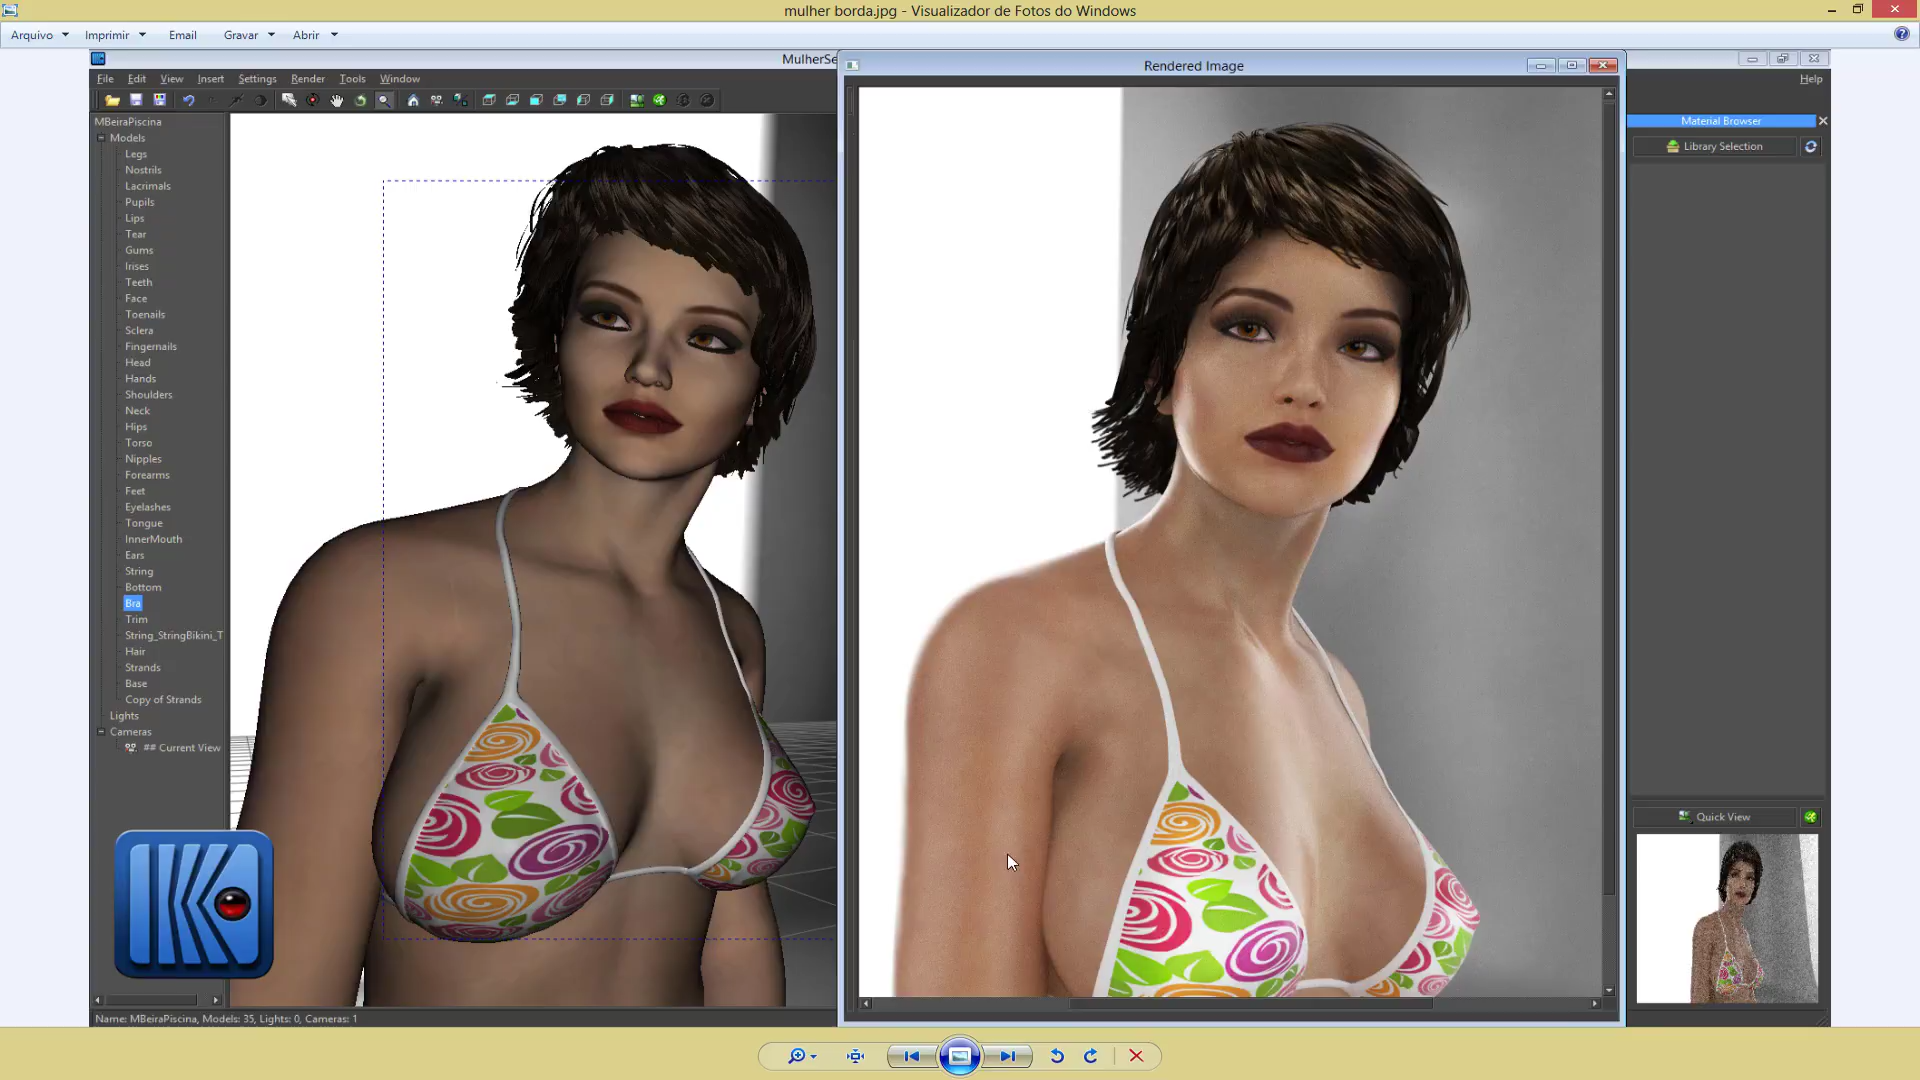 mulher borda.jpg - Visualizador de Fotos do Windows
Arquivo Imprimir Email Gravar Abrir
MulherSe
Rendered Image
File Edit View Insert Settings Render Tools Window
Help
MBeiraPiscina
Models
Legs
Nostrils
Lacrimals
Pupils
Lips
Tear
Gums
Irises
Teeth
Face
Toenails
Sclera
Fingernails
Head
Hands
Shoulders
Neck
Hips
Torso
Nipples
Forearms
Feet
Eyelashes
Tongue
InnerMouth
Ears
String
Bottom
Bra
Trim
String_StringBikini_T
Hair
Strands
Base
Copy of Strands
Lights
Cameras
## Current View
Material Browser
Library Selection
Quick View
Name: MBeiraPiscina, Models: 35, Lights: 0, Cameras: 1